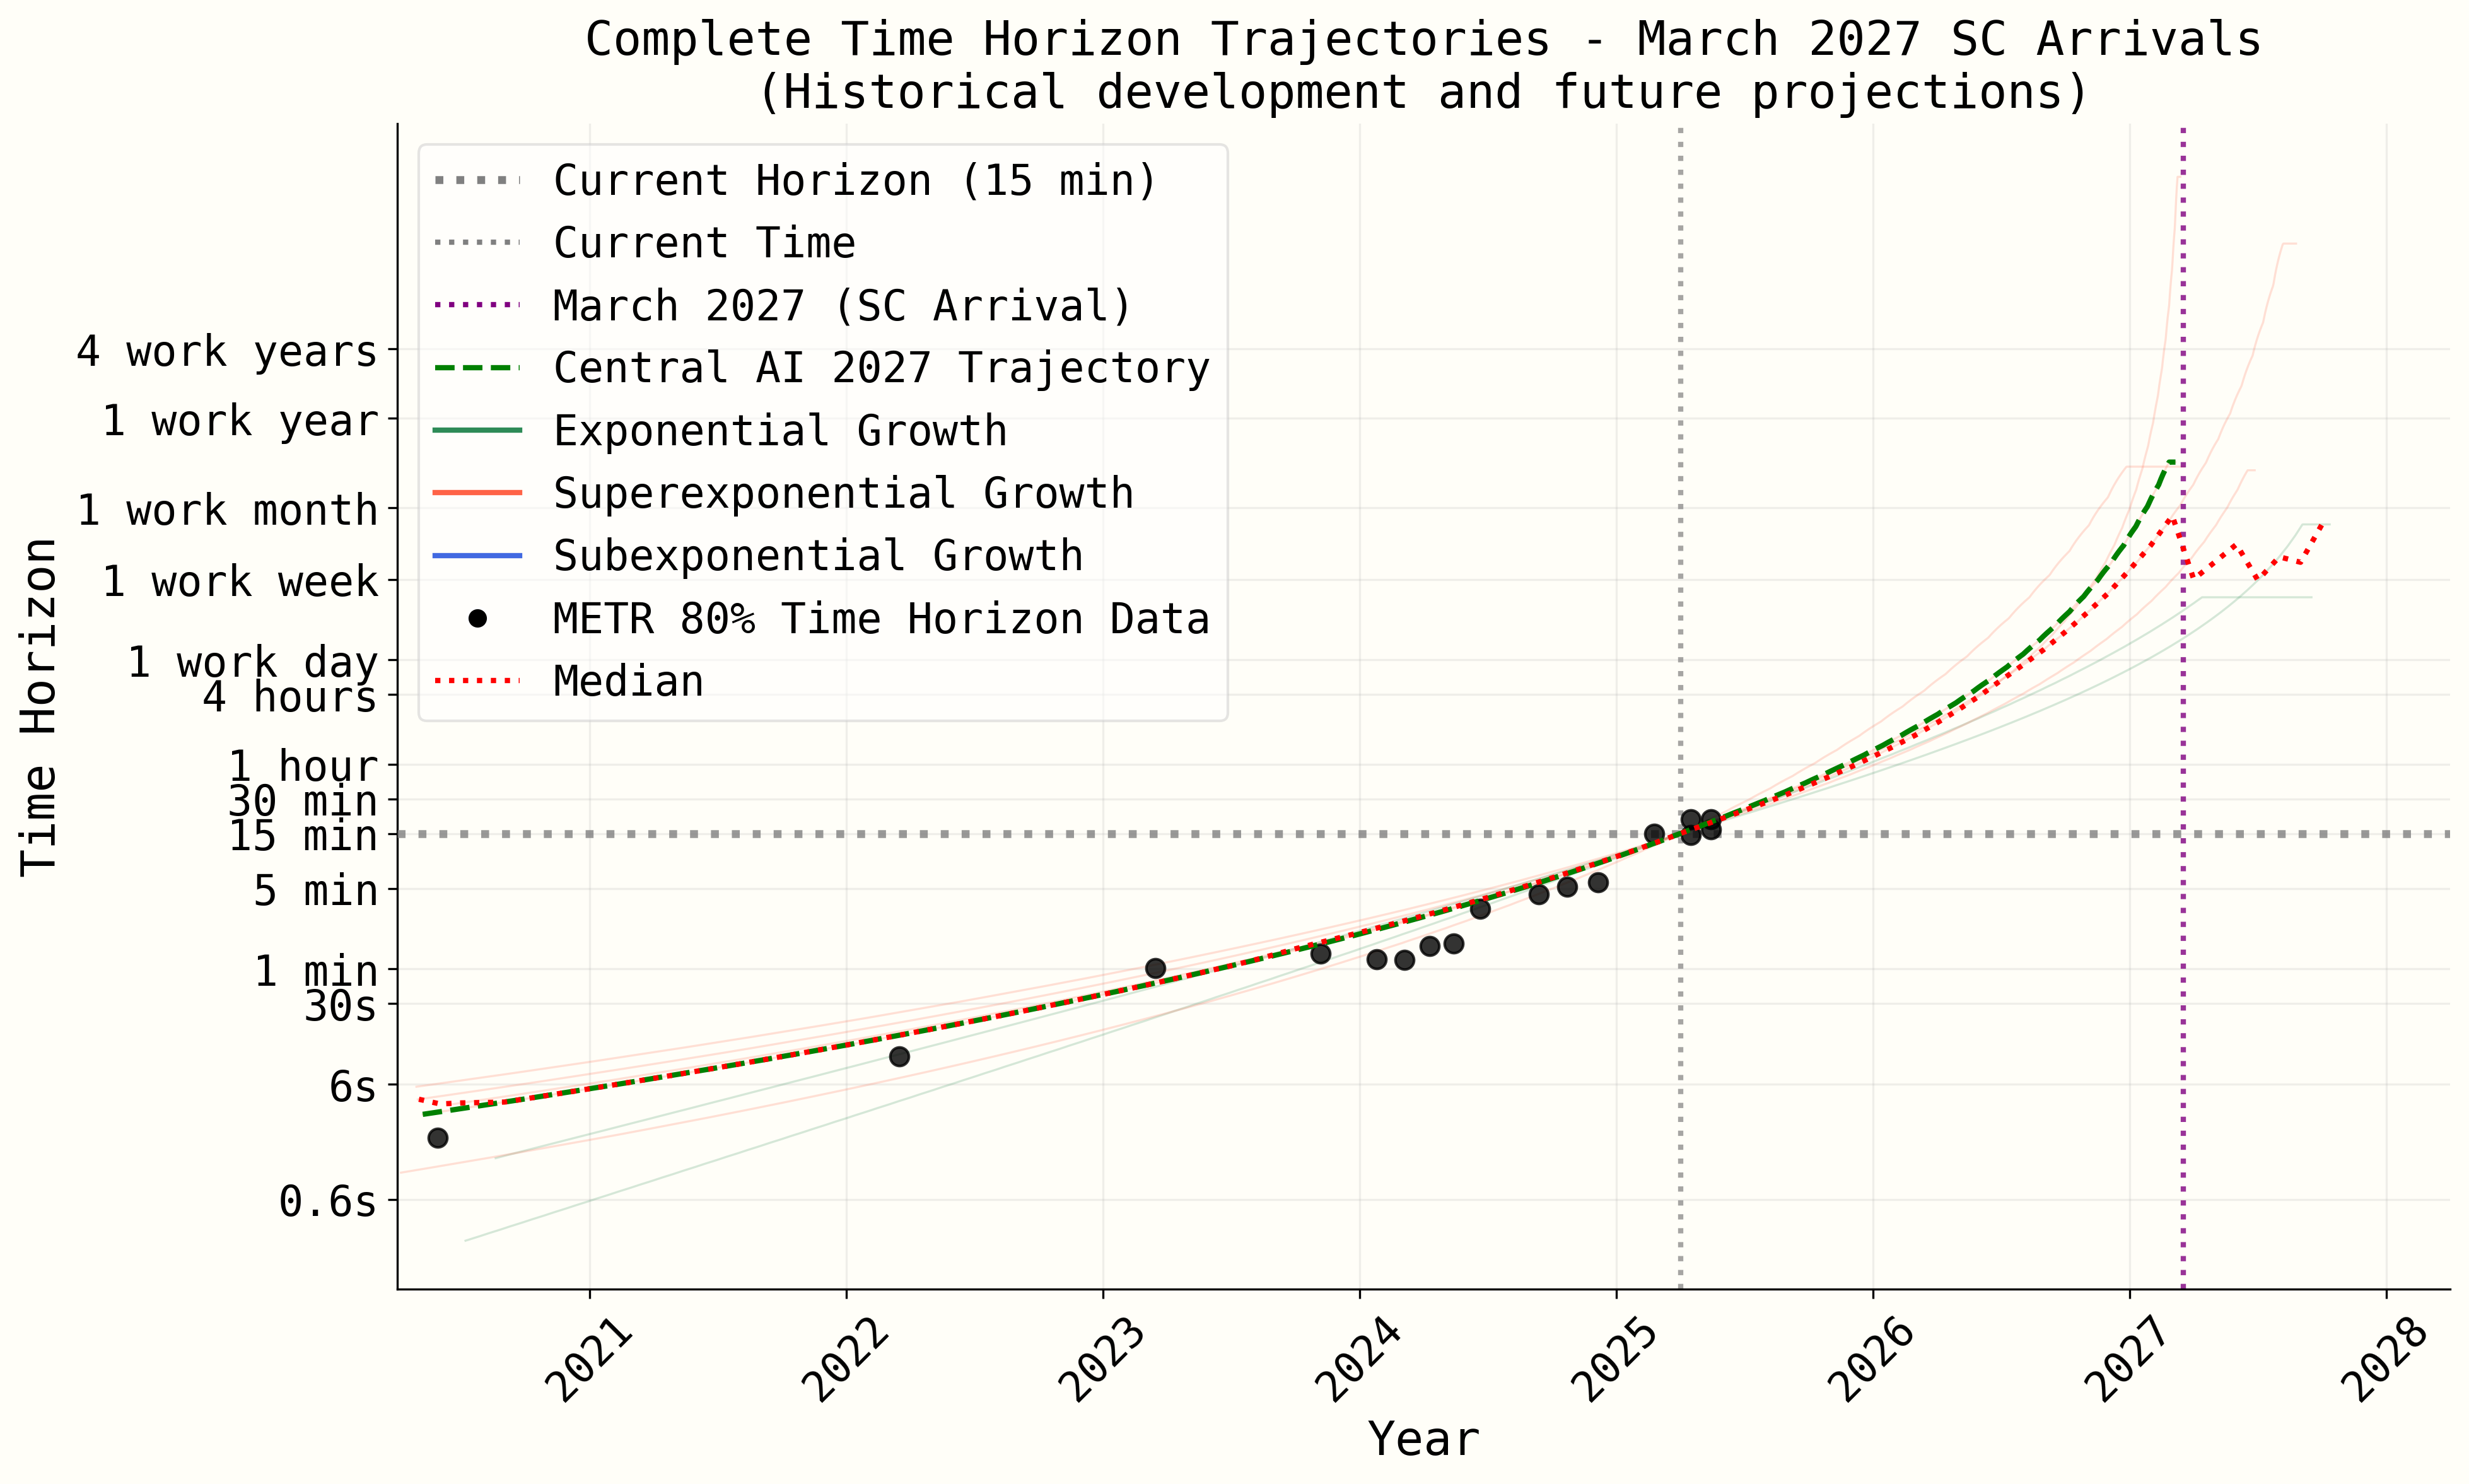 Complete Time Horizon Trajectories - March 2027 SC Arrivals
(Historical development and future projections)
Current Horizon (15 min)
Current Time
March 2027 (SC Arrival)
Central AI 2027 Trajectory
Exponential Growth
Superexponential Growth
Subexponential Growth
METR 80% Time Horizon Data
Median
Time Horizon
4 work years
1 work year
1 work month
1 work week
1 work day
4 hours
1 hour
30 min
15 min
5 min
1 min
30s
6s
0.6s
2021
2022
2023
2024
2025
2026
2027
2028
Year